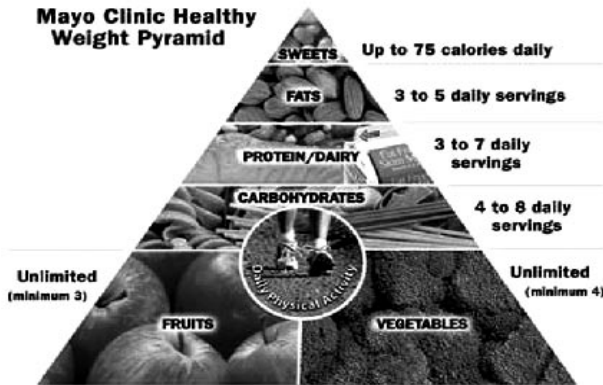 Mayo Clinic Healthy
Weight Pyramid
SWEETS
Up to 75 calories daily
FATS
3 to 5 daily servings
PROTEIN/DAIRY
3 to 7 daily
servings
CARBOHYDRATES
4 to 8 daily
servings
Daily Physical Activity
Unlimited
(minimum 3)
Unlimited
(minimum 4)
FRUITS
VEGETABLES